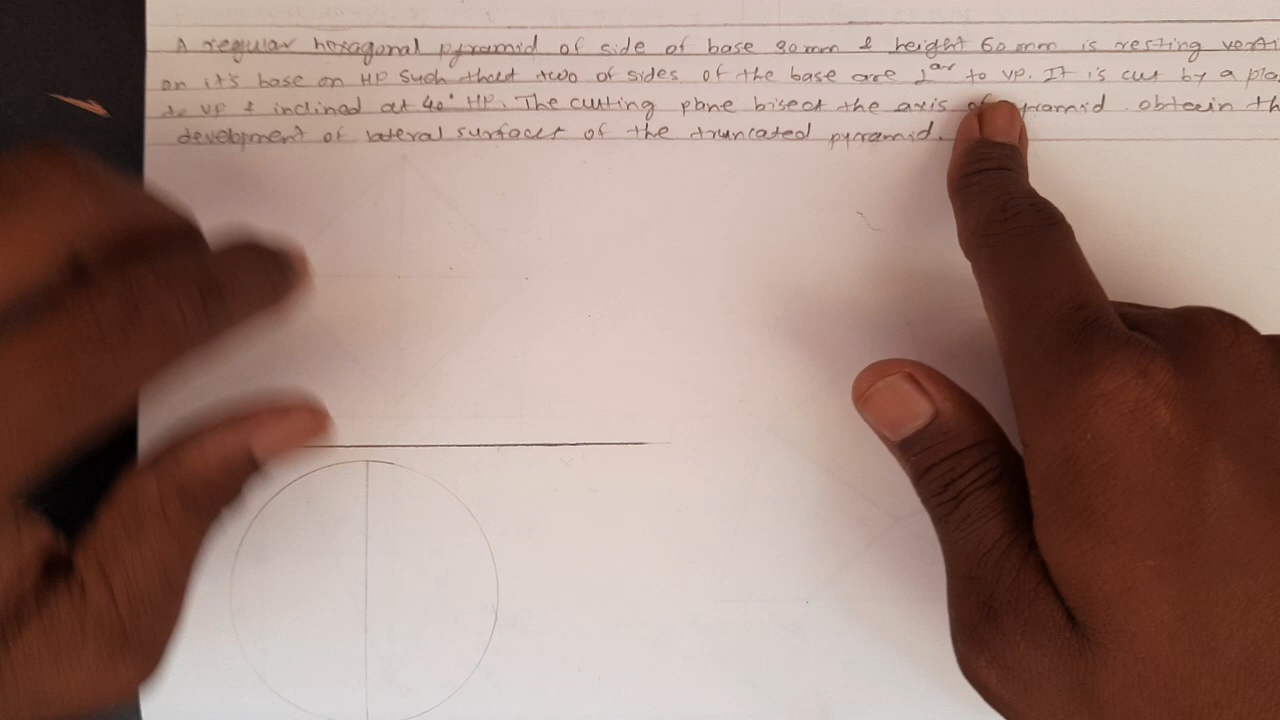 A regular hexagonal pyramid of side of base 30mm & height 60 mm is resting verti
on it's base on HP such that two of sides of the base are ⊥ar to VP. It is cut by a pla
to VP & inclined at 40° HP. The cutting plane bisect the axis of pyramid. obtain th
development of lateral surfaces of the truncated pyramid.